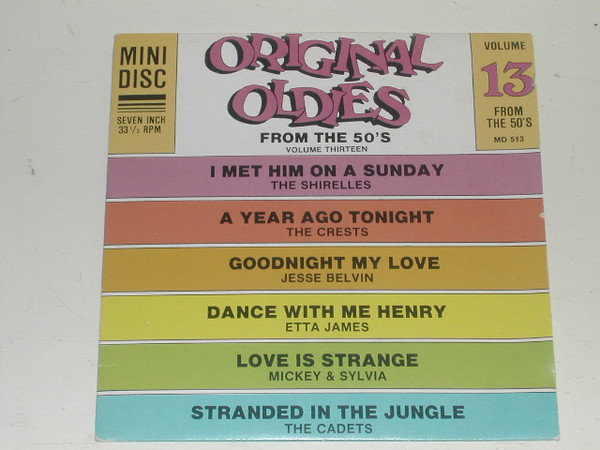 MINI
DISC
SEVEN INCH
33 1/3 RPM
ORIGINAL
OLDIES
FROM THE 50'S
VOLUME THIRTEEN
VOLUME
13
FROM
THE 50'S
MD 513
I MET HIM ON A SUNDAY
THE SHIRELLES
A YEAR AGO TONIGHT
THE CRESTS
GOODNIGHT MY LOVE
JESSE BELVIN
DANCE WITH ME HENRY
ETTA JAMES
LOVE IS STRANGE
MICKEY & SYLVIA
STRANDED IN THE JUNGLE
THE CADETS